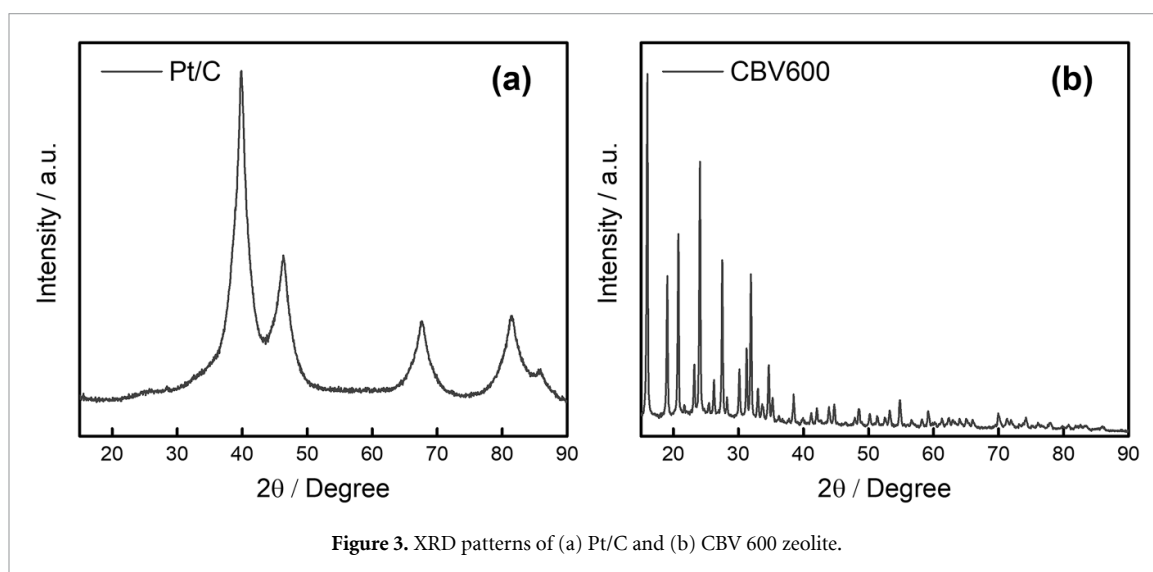 Pt/C
(a)
Intensity / a.u.
20 30 40 50 60 70 80 90
2θ / Degree
CBV600
(b)
Intensity / a.u.
20 30 40 50 60 70 80 90
2θ / Degree
Figure 3. XRD patterns of (a) Pt/C and (b) CBV 600 zeolite.